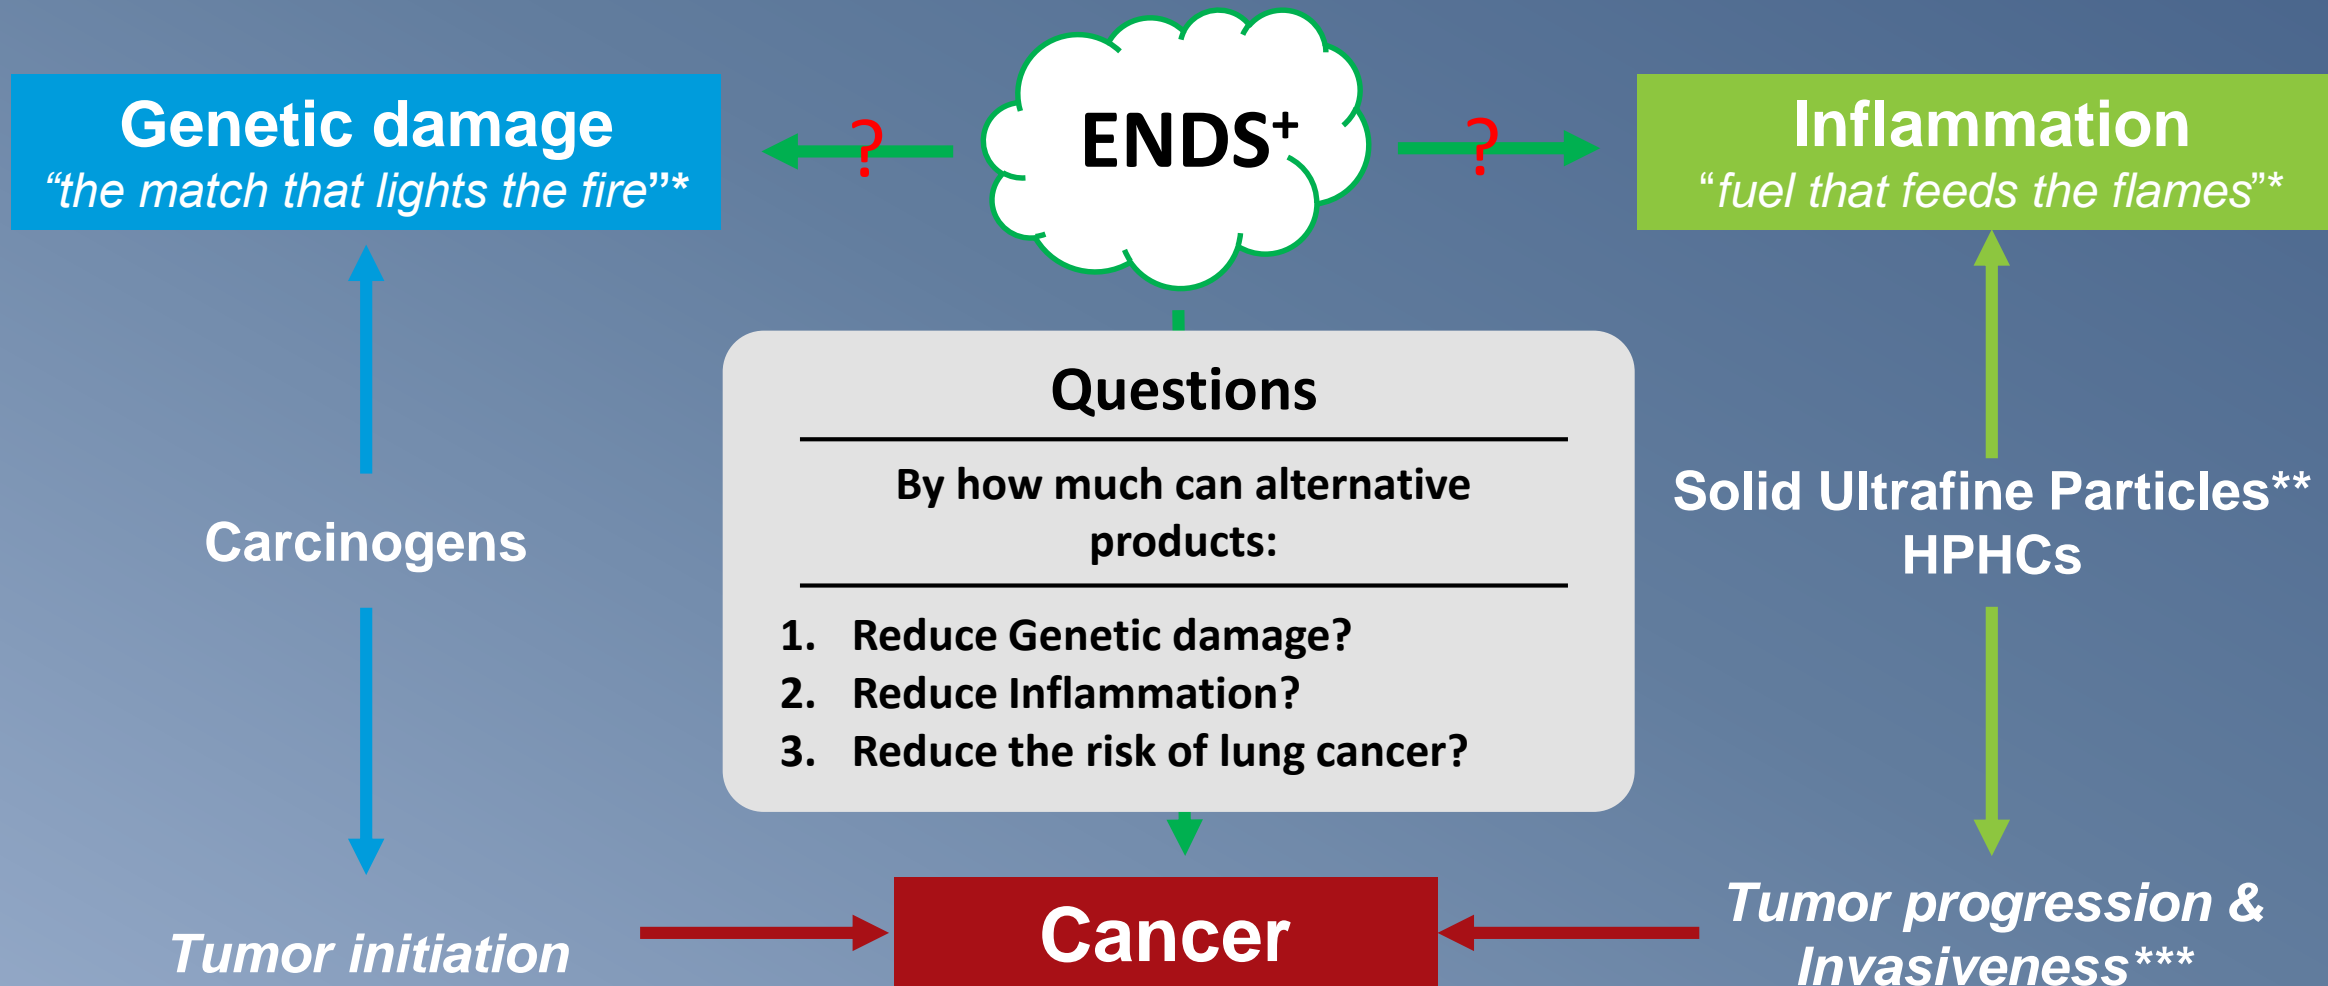 Genetic damage
“the match that lights the fire”*
?
ENDS⁺
?
Inflammation
“fuel that feeds the flames”*
Carcinogens
Questions
By how much can alternative
products:
1. Reduce Genetic damage?
2. Reduce Inflammation?
3. Reduce the risk of lung cancer?
Solid Ultrafine Particles**
HPHCs
Tumor initiation
Cancer
Tumor progression &
Invasiveness***